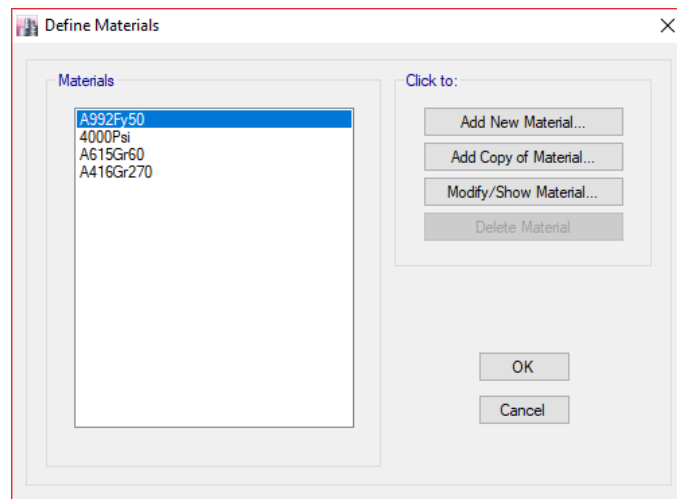 Define Materials
Materials
A992Fy50
4000Psi
A615Gr60
A416Gr270
Click to:
Add New Material...
Add Copy of Material...
Modify/Show Material...
Delete Material
OK
Cancel